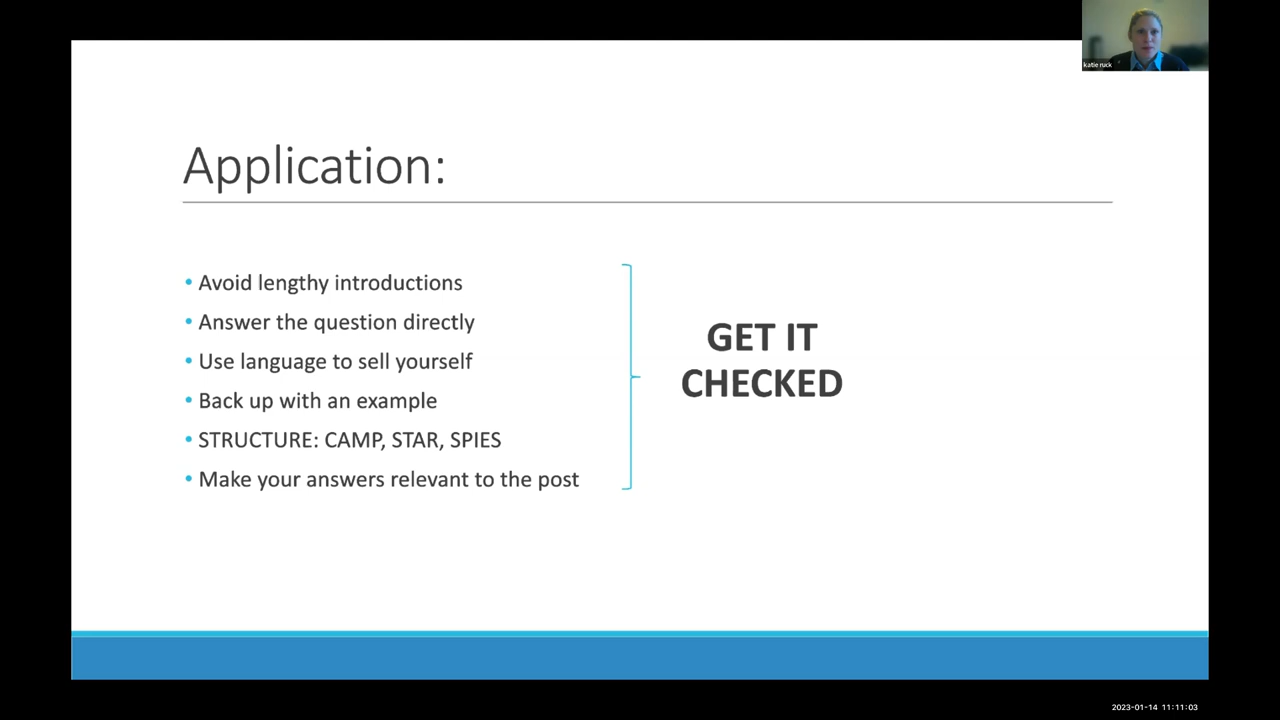 katie ruck
Application:
• Avoid lengthy introductions
• Answer the question directly
• Use language to sell yourself
• Back up with an example
• STRUCTURE: CAMP, STAR, SPIES
• Make your answers relevant to the post
GET IT
CHECKED
2023-01-14 11:11:03